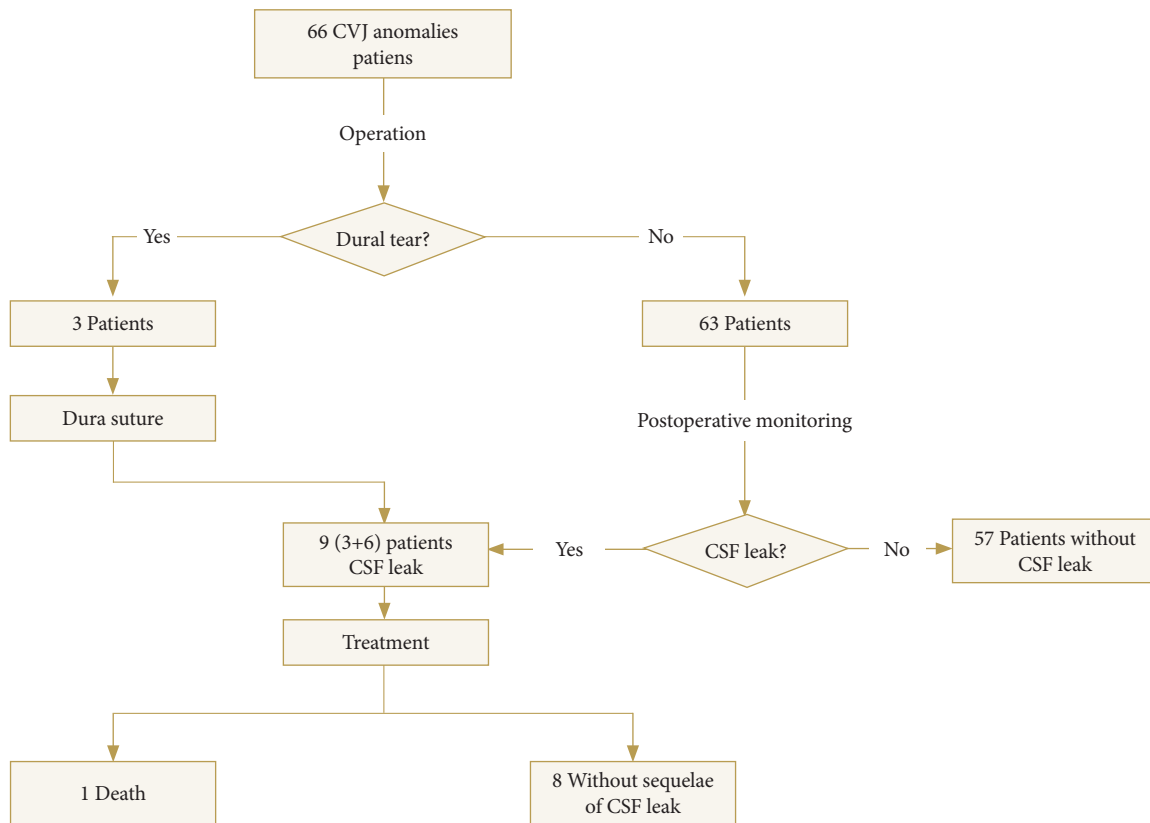 66 CVJ anomalies
patiens
Operation
Dural tear?
Yes
No
3 Patients
63 Patients
Dura suture
Postoperative monitoring
9 (3+6) patients
CSF leak
Yes
CSF leak?
No
57 Patients without
CSF leak
Treatment
1 Death
8 Without sequelae
of CSF leak